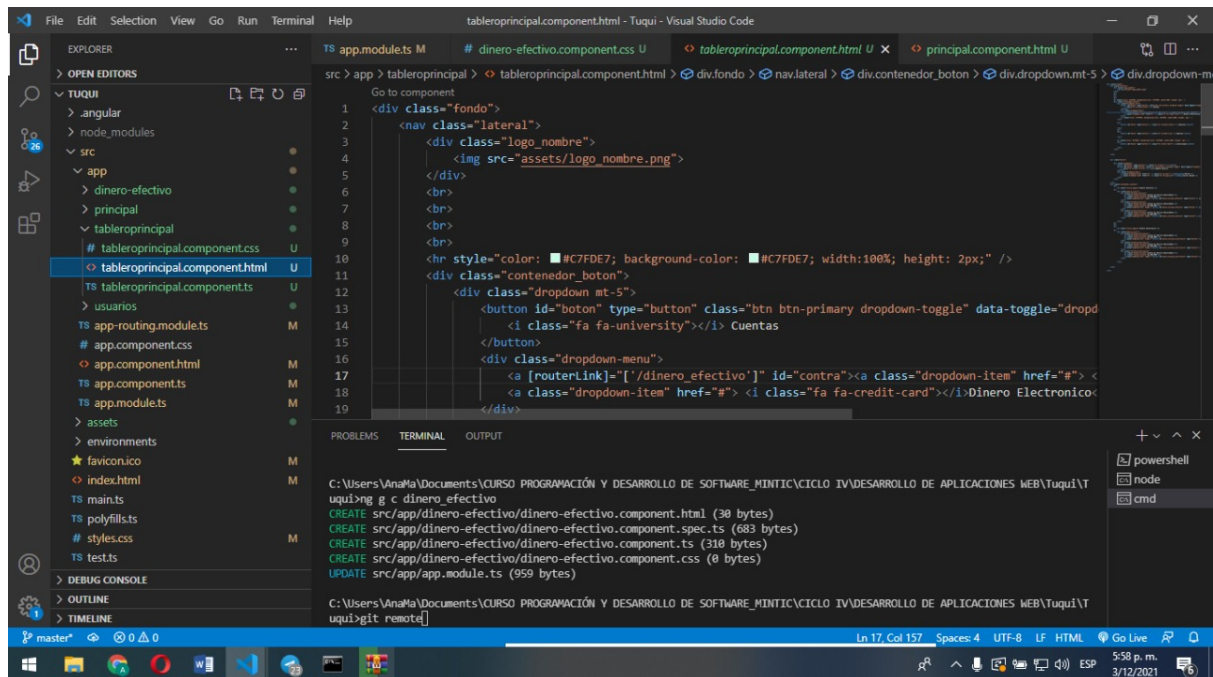 File Edit Selection View Go Run Terminal Help
tableroprincipal.component.html - Tuqui - Visual Studio Code
EXPLORER
OPEN EDITORS
TUQUI
.angular
node_modules
src
app
dinero-efectivo
principal
tableroprincipal
# tableroprincipal.component.css U
tableroprincipal.component.html U
TS tableroprincipal.component.ts U
usuarios
TS app-routing.module.ts M
# app.component.css
app.component.html M
TS app.component.ts M
TS app.module.ts M
assets
environments
favicon.ico M
index.html M
TS main.ts
TS polyfills.ts
# styles.css M
TS test.ts
DEBUG CONSOLE
OUTLINE
TIMELINE
26
1
TS app.module.ts M # dinero-efectivo.component.css U <> tableroprincipal.component.html U <> principal.component.html U
src > app > tableroprincipal > <> tableroprincipal.component.html > div.fondo > nav.lateral > div.contenedor_boton > div.dropdown.mt-5 > div.dropdown-m
Go to component
1 <div class="fondo">
2 <nav class="lateral">
3 <div class="logo_nombre">
4 <img src="assets/logo_nombre.png">
5 </div>
6 <br>
7 <br>
8 <br>
9 <br>
10 <hr style="color: #C7FDE7; background-color: #C7FDE7; width:100%; height: 2px;" />
11 <div class="contenedor_boton">
12 <div class="dropdown mt-5">
13 <button id="boton" type="button" class="btn btn-primary dropdown-toggle" data-toggle="dropd
14 <i class="fa fa-university"></i> Cuentas
15 </button>
16 <div class="dropdown-menu">
17 <a [routerLink]="['/dinero_efectivo']" id="contra"><a class="dropdown-item" href="#"> <
18 <a class="dropdown-item" href="#"> <i class="fa fa-credit-card"></i>Dinero Electronico<
19 </div>
PROBLEMS TERMINAL OUTPUT
powershell
node
cmd
C:\Users\AnaMa\Documents\CURSO PROGRAMACIÓN Y DESARROLLO DE SOFTWARE_MINTIC\CICLO IV\DESARROLLO DE APLICACIONES WEB\Tuqui\T
uqui>ng g c dinero_efectivo
CREATE src/app/dinero-efectivo/dinero-efectivo.component.html (30 bytes)
CREATE src/app/dinero-efectivo/dinero-efectivo.component.spec.ts (683 bytes)
CREATE src/app/dinero-efectivo/dinero-efectivo.component.ts (310 bytes)
CREATE src/app/dinero-efectivo/dinero-efectivo.component.css (0 bytes)
UPDATE src/app/app.module.ts (959 bytes)
C:\Users\AnaMa\Documents\CURSO PROGRAMACIÓN Y DESARROLLO DE SOFTWARE_MINTIC\CICLO IV\DESARROLLO DE APLICACIONES WEB\Tuqui\T
uqui>git remote
master* 0 0 Ln 17, Col 157 Spaces: 4 UTF-8 LF HTML Go Live
23
ESP
5:58 p. m.
3/12/2021
6